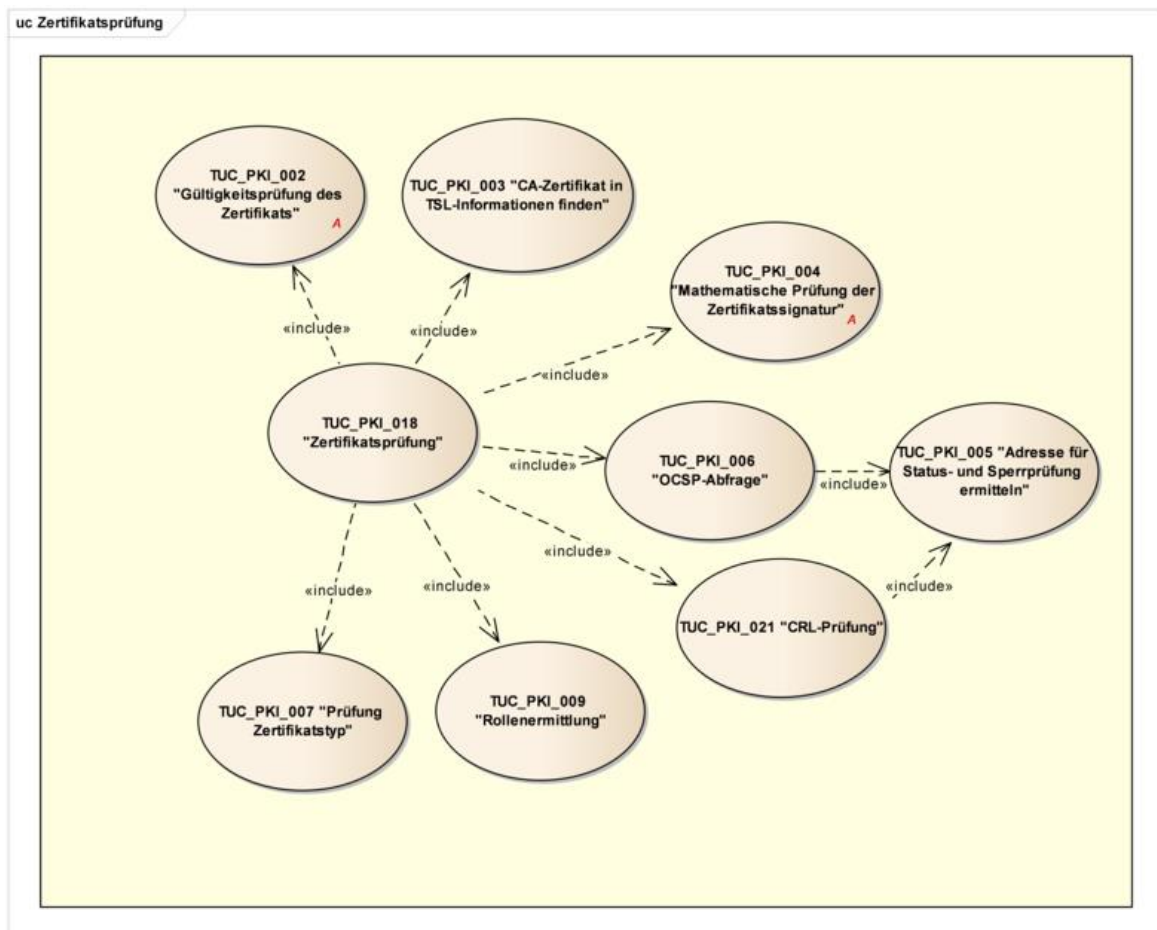 uc Zertifikatsprüfung
TUC_PKI_002
"Gültigkeitsprüfung des
Zertifikats"
A
TUC_PKI_003 "CA-Zertifikat in
TSL-Informationen finden"
TUC_PKI_004
"Mathematische Prüfung der
Zertifikatssignatur"
A
«include»
«include»
«include»
TUC_PKI_018
"Zertifikatsprüfung"
«include»
TUC_PKI_006
"OCSP-Abfrage"
«include»
TUC_PKI_005 "Adresse für
Status- und Sperrprüfung
ermitteln"
«include»
«include»
TUC_PKI_021 "CRL-Prüfung"
«include»
«include»
TUC_PKI_007 "Prüfung
Zertifikatstyp"
TUC_PKI_009
"Rollenermittlung"